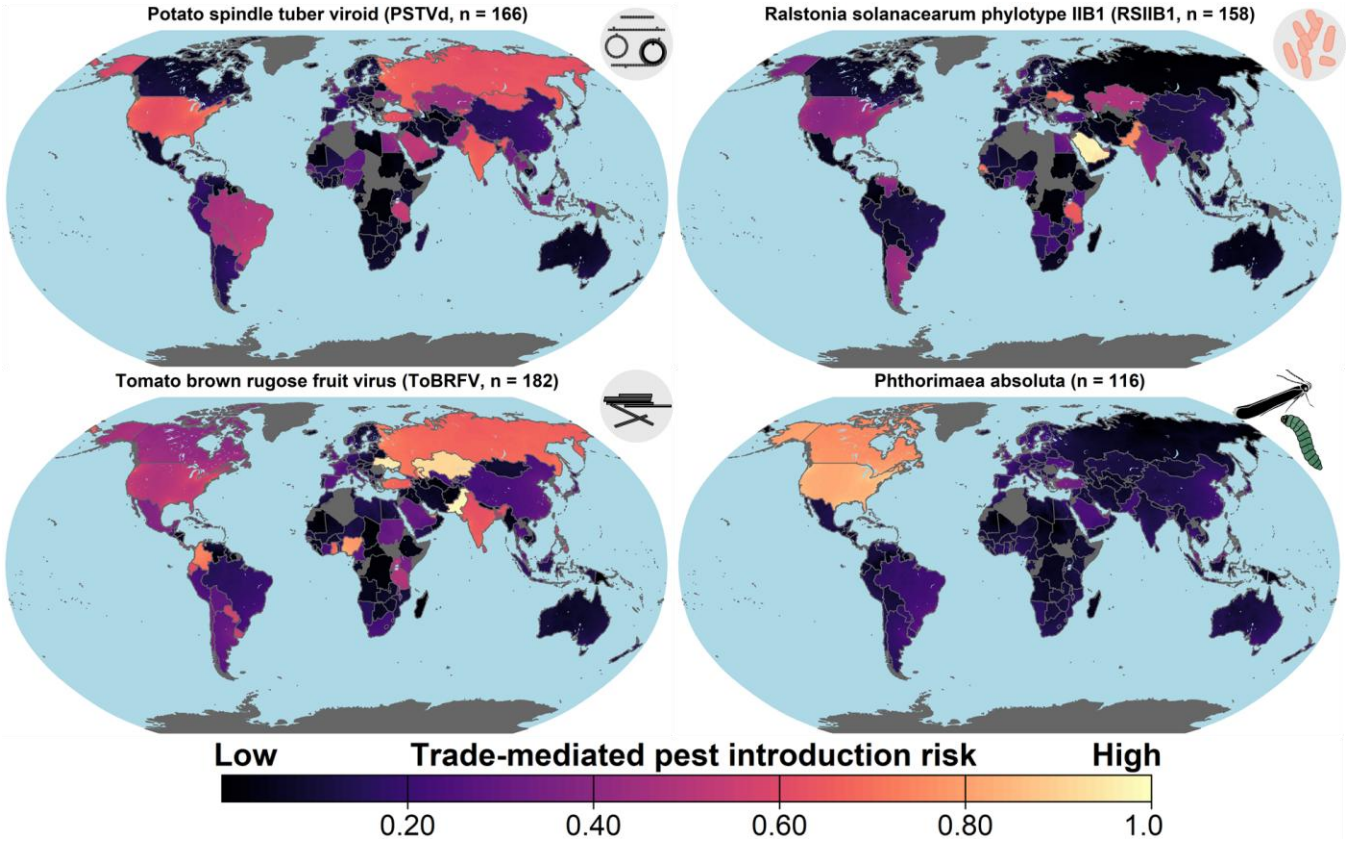 Potato spindle tuber viroid (PSTVd, n = 166)
Ralstonia solanacearum phylotype IIB1 (RSIIB1, n = 158)
Tomato brown rugose fruit virus (ToBRFV, n = 182)
Phthorimaea absoluta (n = 116)
Low Trade-mediated pest introduction risk High
0.20 0.40 0.60 0.80 1.0